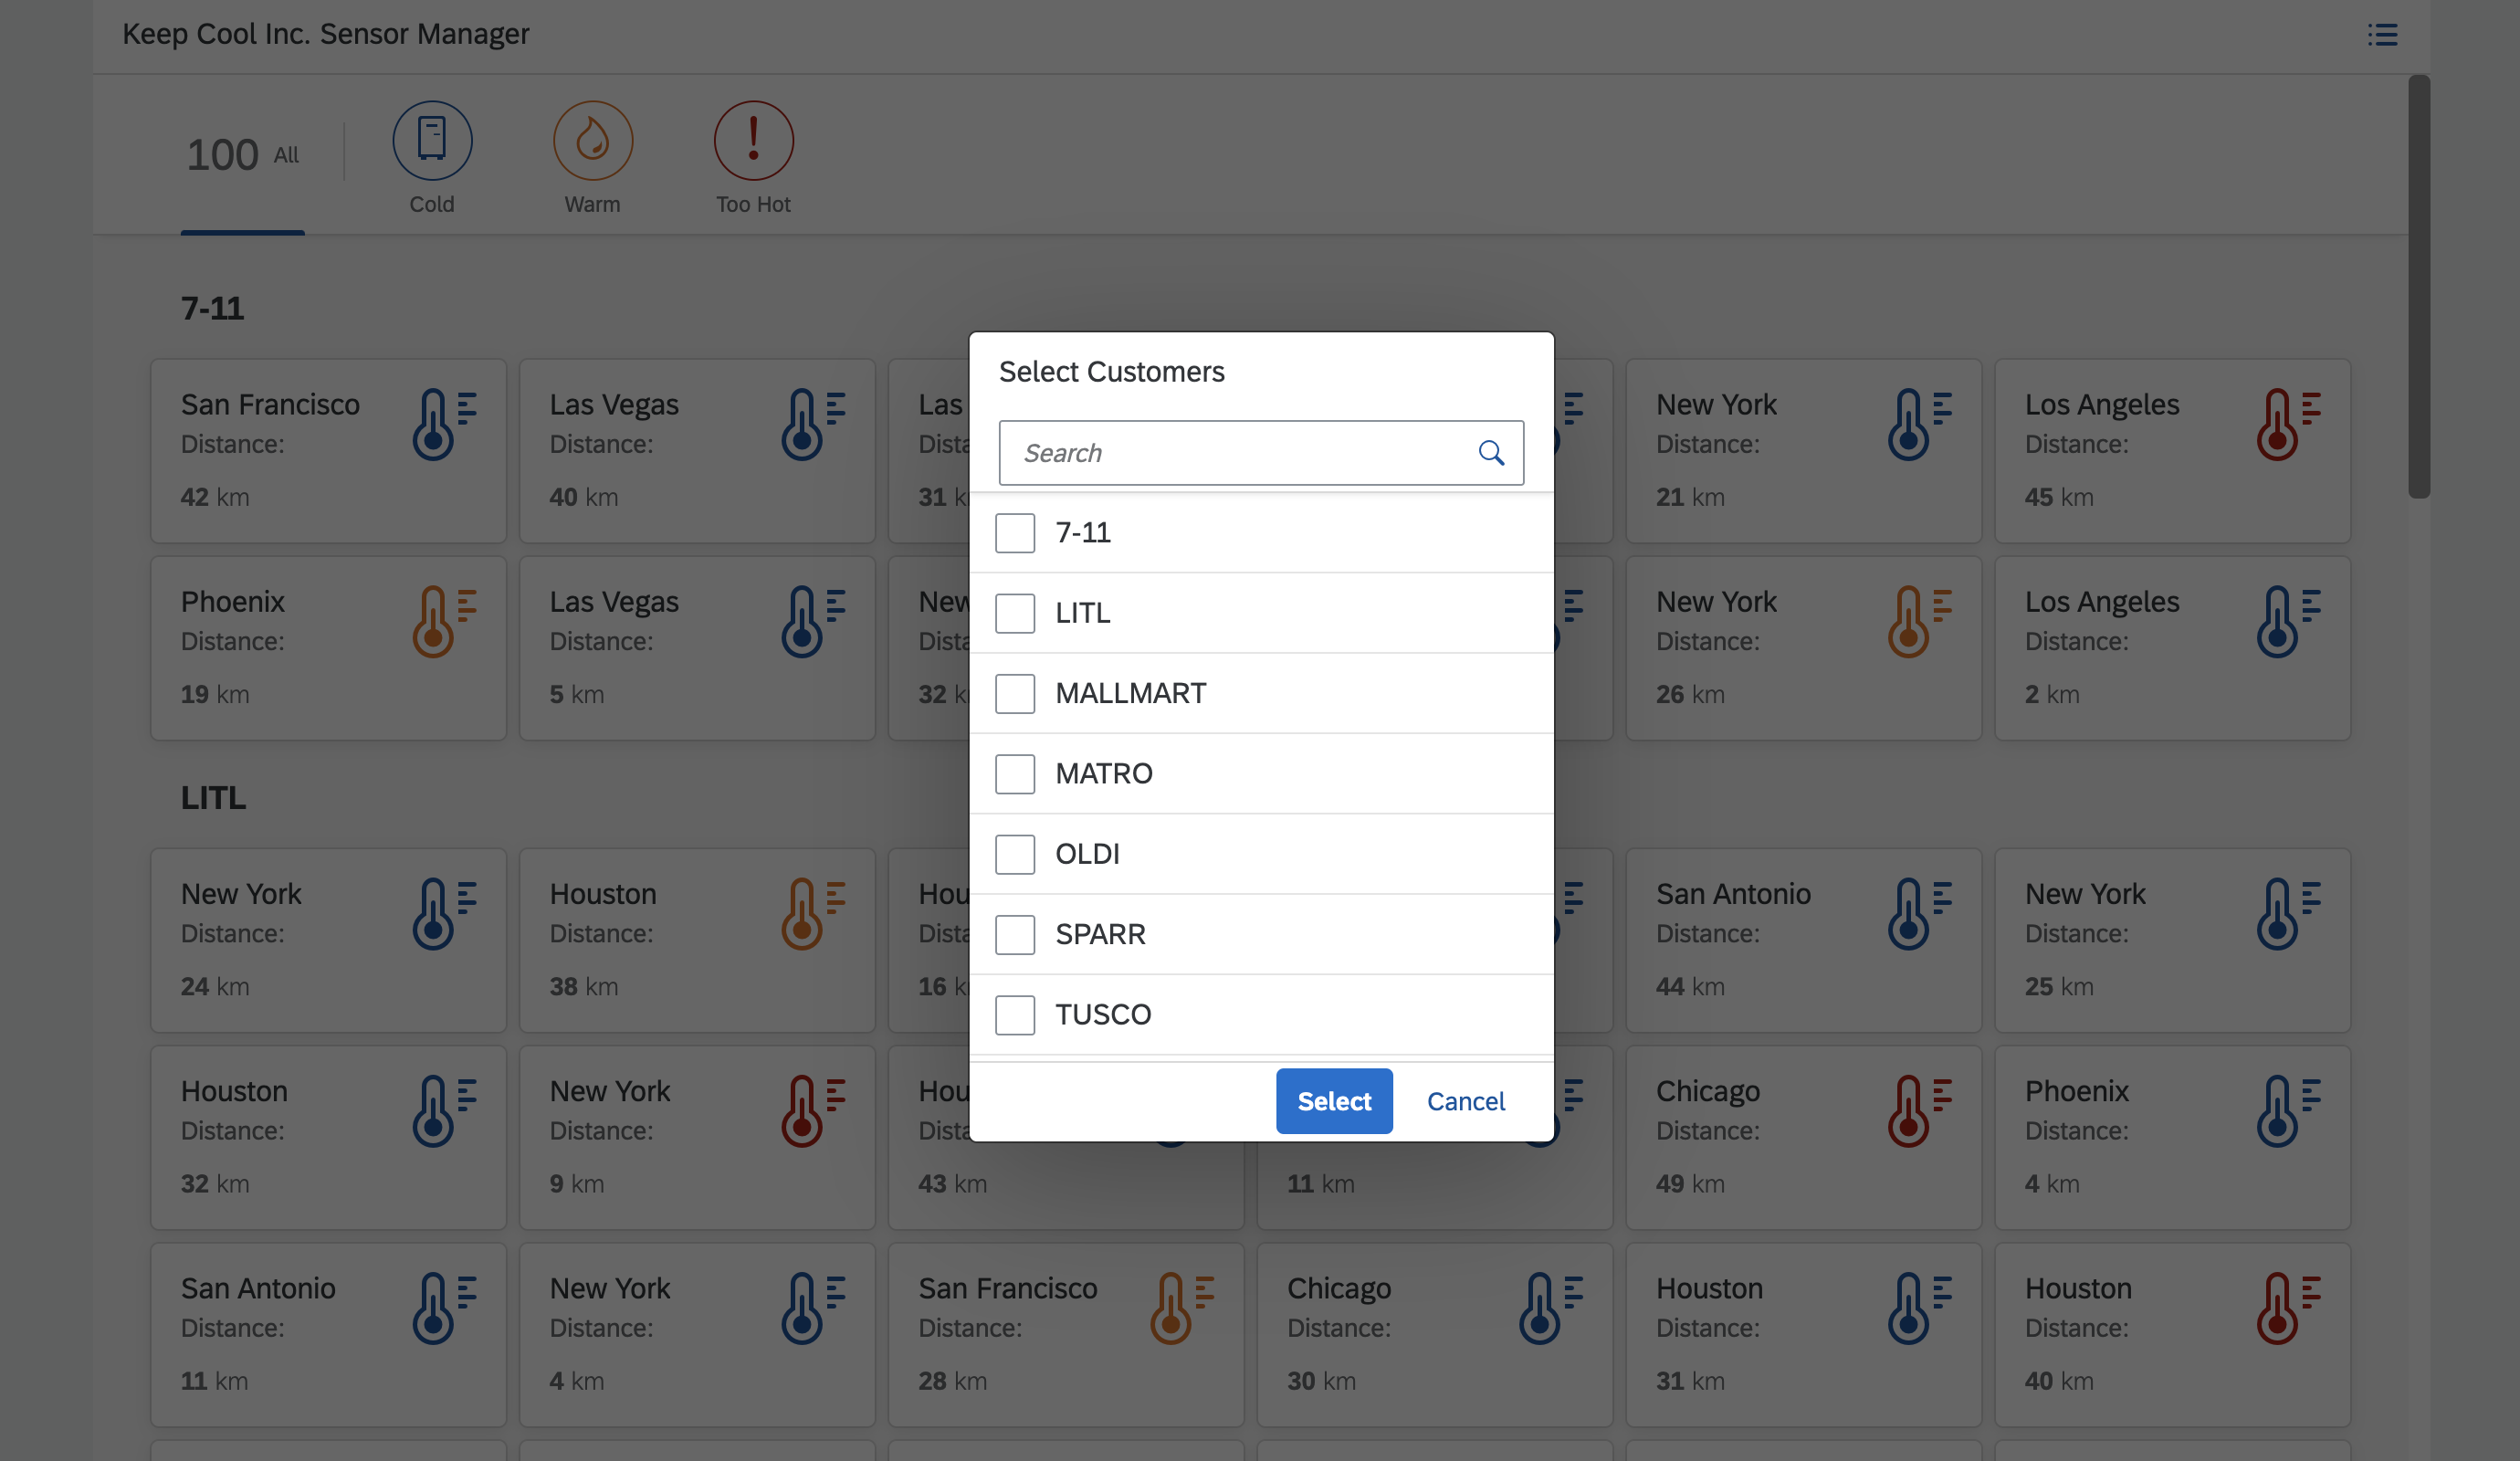 Keep Cool Inc. Sensor Manager
100 All
Cold
Warm
Too Hot
7-11
San Francisco
Distance:
42 km
Las Vegas
Distance:
40 km
Las
31
New York
Distance:
21 km
Los Angeles
Distance:
45 km
Phoenix
Distance:
19 km
Las Vegas
Distance:
5 km
32
New York
Distance:
26 km
Los Angeles
Distance:
2 km
LITL
New York
Distance:
24 km
Houston
Distance:
38 km
16
San Antonio
Distance:
44 km
New York
Distance:
25 km
Houston
Distance:
32 km
New York
Distance:
9 km
43 km
11 km
Chicago
Distance:
49 km
Phoenix
Distance:
4 km
San Antonio
Distance:
11 km
New York
Distance:
4 km
San Francisco
Distance:
28 km
Chicago
Distance:
30 km
Houston
Distance:
31 km
Houston
Distance:
40 km
Select Customers
Search
7-11
LITL
MALLMART
MATRO
OLDI
SPARR
TUSCO
Select
Cancel